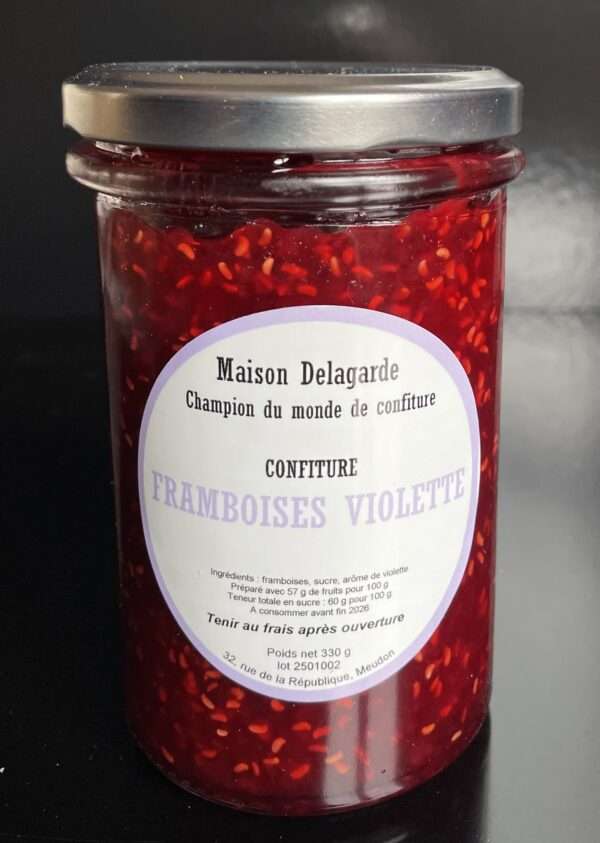 Maison Delagarde
Champion du monde de confiture
CONFITURE
FRAMBOISES VIOLETTE
Ingrédients : framboises, sucre, arôme de violette
Préparé avec 57 g de fruits pour 100 g
Teneur totale en sucre : 60 g pour 100 g
A consommer avant fin 2026
Tenir au frais après ouverture
Poids net 330 g
lot 2501002
32, rue de la République, Meudon